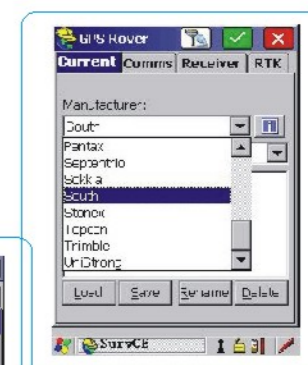 GPS Rover
Current Comms Receiver RTK
Manufacturer:
South
Pentax
Septentrio
Sokkia
South
Stonex
Topcon
Trimble
UniStrong
Load Save Rename Delete
SurvCE